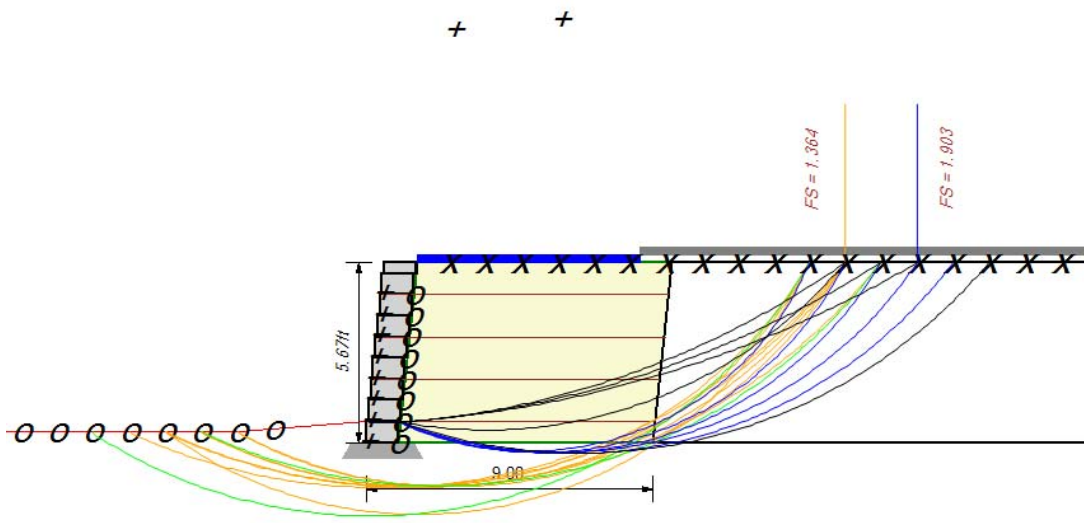 FS = 1.364
FS = 1.903
5.67ft
9.00